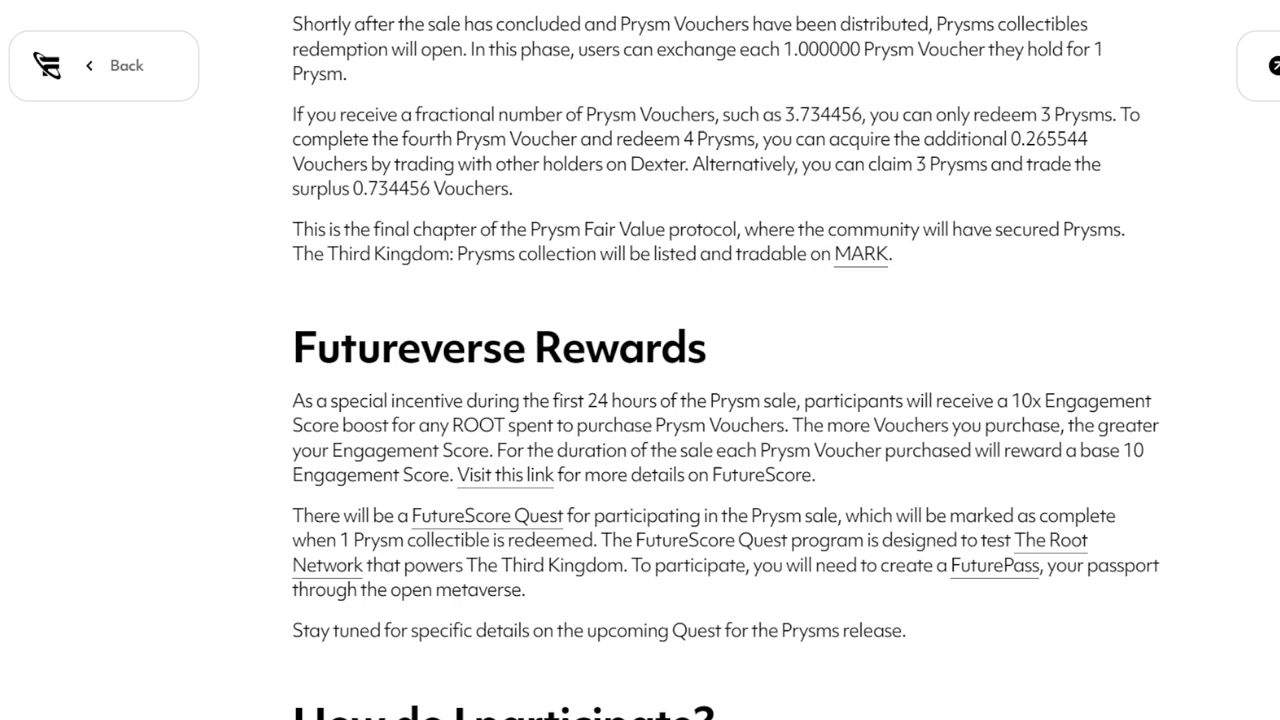 Shortly after the sale has concluded and Prysm Vouchers have been distributed, Prysms collectibles
redemption will open. In this phase, users can exchange each 1.000000 Prysm Voucher they hold for 1
Prysm.
Back
If you receive a fractional number of Prysm Vouchers, such as 3.734456, you can only redeem 3 Prysms. To
complete the fourth Prysm Voucher and redeem 4 Prysms, you can acquire the additional 0.265544
Vouchers by trading with other holders on Dexter. Alternatively, you can claim 3 Prysms and trade the
surplus 0.734456 Vouchers.
This is the final chapter of the Prysm Fair Value protocol, where the community will have secured Prysms.
The Third Kingdom: Prysms collection will be listed and tradable on MARK.
Futureverse Rewards
As a special incentive during the first 24 hours of the Prysm sale, participants will receive a 10x Engagement
Score boost for any ROOT spent to purchase Prysm Vouchers. The more Vouchers you purchase, the greater
your Engagement Score. For the duration of the sale each Prysm Voucher purchased will reward a base 10
Engagement Score. Visit this link for more details on FutureScore.
There will be a FutureScore Quest for participating in the Prysm sale, which will be marked as complete
when 1 Prysm collectible is redeemed. The FutureScore Quest program is designed to test The Root
Network that powers The Third Kingdom. To participate, you will need to create a FuturePass, your passport
through the open metaverse.
Stay tuned for specific details on the upcoming Quest for the Prysms release.
How do I participate?